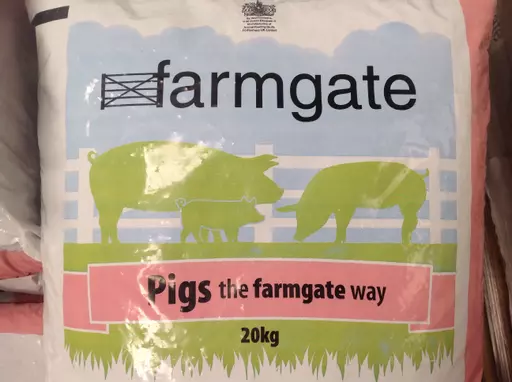 farmgate
Pigs the farmgate way
20kg